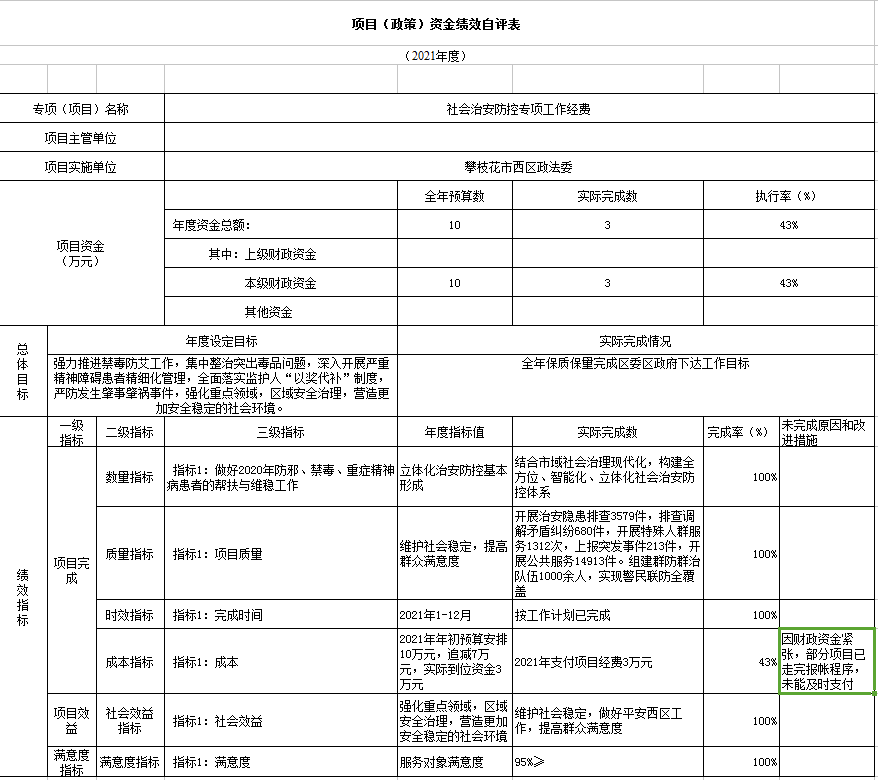 项目（政策）资金绩效自评表
（2021年度）
专项（项目）名称 社会治安防控专项工作经费
项目主管单位
项目实施单位 攀枝花市西区政法委
项目资金
（万元）
全年预算数 实际完成数 执行率（%）
年度资金总额： 10 3 43%
其中：上级财政资金
本级财政资金 10 3 43%
其他资金
总体目标
年度设定目标 实际完成情况
强力推进禁毒防艾工作，集中整治突出毒品问题，深入开展严重
精神障碍患者精细化管理，全面落实监护人“以奖代补”制度，
严防发生肇事肇祸事件，强化重点领域，区域安全治理，营造更
加安全稳定的社会环境。
全年保质保量完成区委区政府下达工作目标
绩效指标
一级
指标
二级指标 三级指标 年度指标值 实际完成数 完成率（%）
未完成原因和改
进措施
项目完
成
数量指标
指标1：做好2020年防邪、禁毒、重症精神
病患者的帮扶与维稳工作
立体化治安防控基本
形成
结合市域社会治理现代化，构建全
方位、智能化、立体化社会治安防
控体系
100%
质量指标 指标1：项目质量
维护社会稳定，提高
群众满意度
开展治安隐患排查3579件，排查调
解矛盾纠纷680件，开展特殊人群服
务1312次，上报突发事件213件，开
展公共服务14913件。组建群防群治
队伍1000余人，实现警民联防全覆
盖
100%
时效指标 指标1：完成时间 2021年1-12月 按工作计划已完成 100%
成本指标 指标1：成本
2021年年初预算安排
10万元，追减7万
元，实际到位资金3
万元
2021年支付项目经费3万元 43%
因财政资金紧
张，部分项目已
走完报帐程序，
未能及时支付
项目效
益
社会效益
指标
指标1：社会效益
强化重点领域，区域
安全治理，营造更加
安全稳定的社会环境
维护社会稳定，做好平安西区工
作，提高群众满意度
100%
满意度
指标
满意度指标 指标1：满意度 服务对象满意度 95%≥ 100%